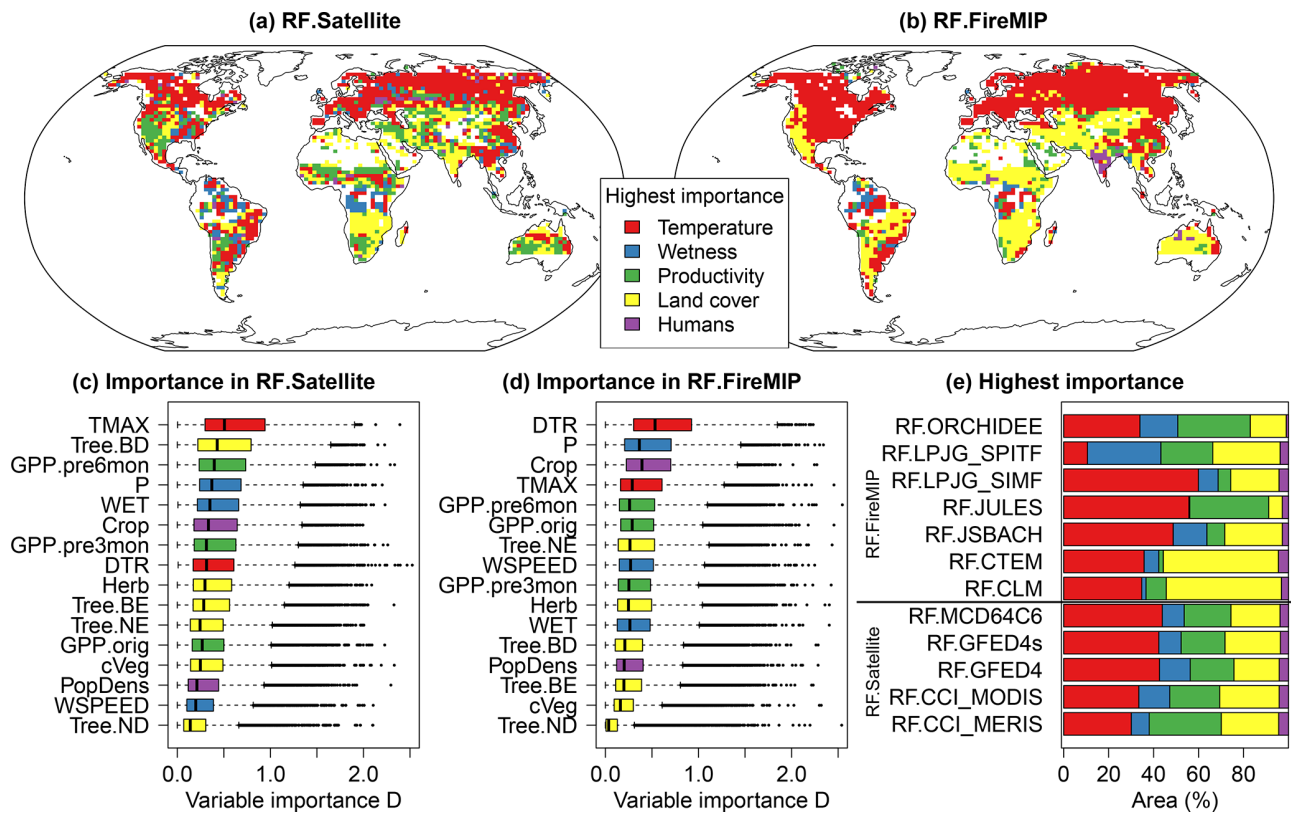 (a) RF.Satellite
(b) RF.FireMIP
Highest importance
Temperature
Wetness
Productivity
Land cover
Humans
(c) Importance in RF.Satellite
TMAX
Tree.BD
GPP.pre6mon
P
WET
Crop
GPP.pre3mon
DTR
Herb
Tree.BE
Tree.NE
GPP.orig
cVeg
PopDens
WSPEED
Tree.ND
0.0 1.0 2.0
Variable importance D
(d) Importance in RF.FireMIP
DTR
P
Crop
TMAX
GPP.pre6mon
GPP.orig
Tree.NE
WSPEED
GPP.pre3mon
Herb
WET
Tree.BD
PopDens
Tree.BE
cVeg
Tree.ND
0.0 1.0 2.0
Variable importance D
(e) Highest importance
RF.FireMIP
RF.ORCHIDEE
RF.LPJG_SPITF
RF.LPJG_SIMF
RF.JULES
RF.JSBACH
RF.CTEM
RF.CLM
RF.Satellite
RF.MCD64C6
RF.GFED4s
RF.GFED4
RF.CCI_MODIS
RF.CCI_MERIS
0 20 40 60 80
Area (%)